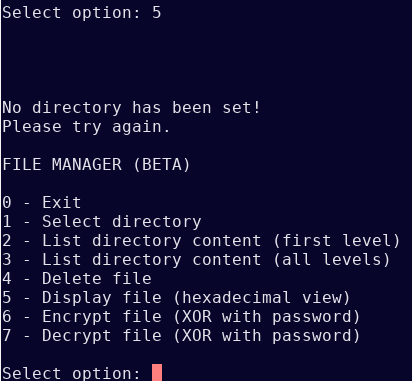 Select option: 5
No directory has been set!
Please try again.
FILE MANAGER (BETA)
0 - Exit
1 - Select directory
2 - List directory content (first level)
3 - List directory content (all levels)
4 - Delete file
5 - Display file (hexadecimal view)
6 - Encrypt file (XOR with password)
7 - Decrypt file (XOR with password)
Select option: